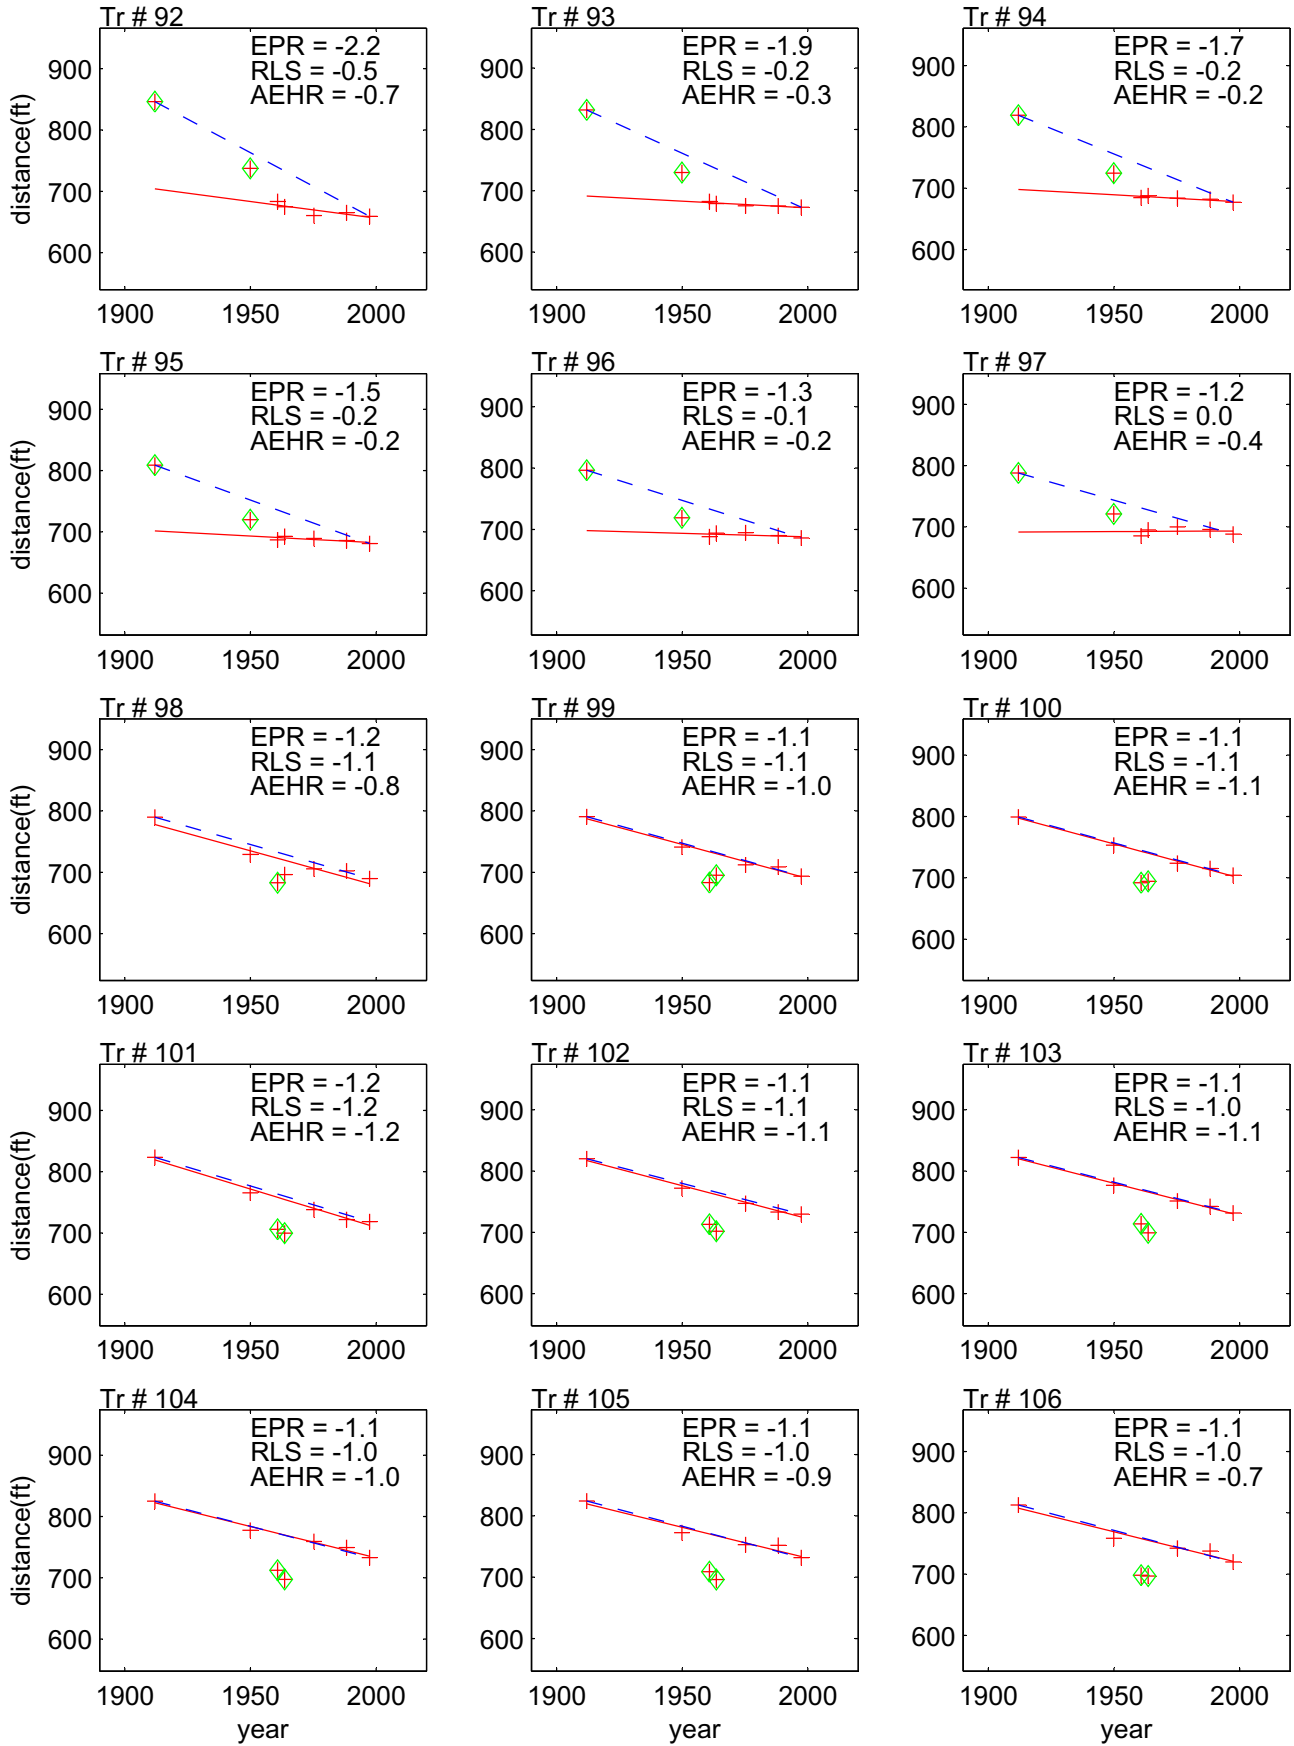 Tr # 92
EPR = -2.2
RLS = -0.5
AEHR = -0.7
900
800
700
600
distance(ft)
1900 1950 2000
Tr # 93
EPR = -1.9
RLS = -0.2
AEHR = -0.3
900
800
700
600
1900 1950 2000
Tr # 94
EPR = -1.7
RLS = -0.2
AEHR = -0.2
900
800
700
600
1900 1950 2000
Tr # 95
EPR = -1.5
RLS = -0.2
AEHR = -0.2
900
800
700
600
distance(ft)
1900 1950 2000
Tr # 96
EPR = -1.3
RLS = -0.1
AEHR = -0.2
900
800
700
600
1900 1950 2000
Tr # 97
EPR = -1.2
RLS = 0.0
AEHR = -0.4
900
800
700
600
1900 1950 2000
Tr # 98
EPR = -1.2
RLS = -1.1
AEHR = -0.8
900
800
700
600
distance(ft)
1900 1950 2000
Tr # 99
EPR = -1.1
RLS = -1.1
AEHR = -1.0
900
800
700
600
1900 1950 2000
Tr # 100
EPR = -1.1
RLS = -1.1
AEHR = -1.1
900
800
700
600
1900 1950 2000
Tr # 101
EPR = -1.2
RLS = -1.2
AEHR = -1.2
900
800
700
600
distance(ft)
1900 1950 2000
Tr # 102
EPR = -1.1
RLS = -1.1
AEHR = -1.1
900
800
700
600
1900 1950 2000
Tr # 103
EPR = -1.1
RLS = -1.0
AEHR = -1.1
900
800
700
600
1900 1950 2000
Tr # 104
EPR = -1.1
RLS = -1.0
AEHR = -1.0
900
800
700
600
distance(ft)
1900 1950 2000
year
Tr # 105
EPR = -1.1
RLS = -1.0
AEHR = -0.9
900
800
700
600
1900 1950 2000
year
Tr # 106
EPR = -1.1
RLS = -1.0
AEHR = -0.7
900
800
700
600
1900 1950 2000
year